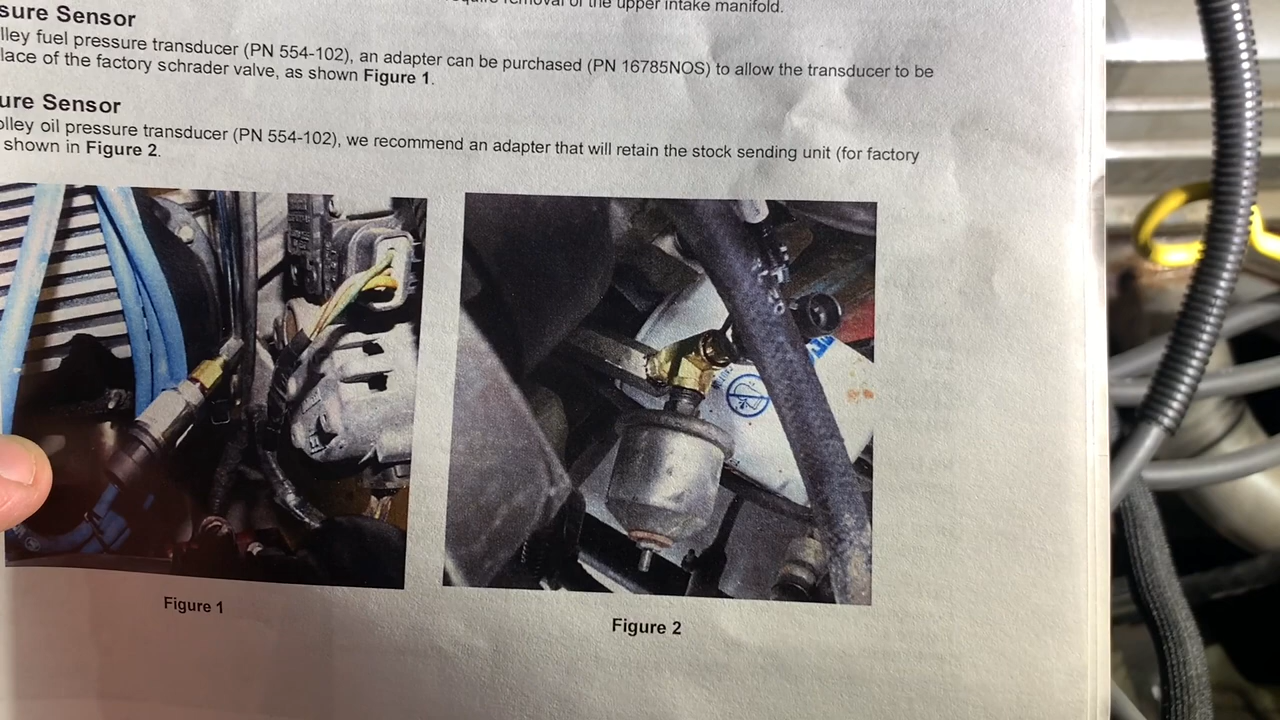 removal of the upper intake manifold.
sure Sensor
lley fuel pressure transducer (PN 554-102), an adapter can be purchased (PN 16785NOS) to allow the transducer to be
lace of the factory schrader valve, as shown Figure 1.
ure Sensor
olley oil pressure transducer (PN 554-102), we recommend an adapter that will retain the stock sending unit (for factory
shown in Figure 2.
Figure 1
Figure 2